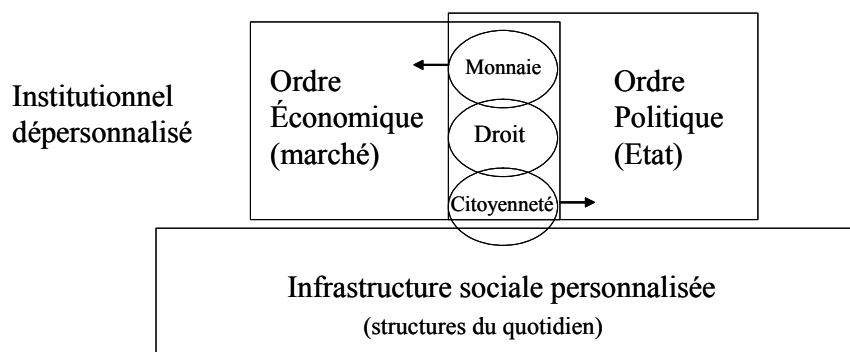 Institutionnel
dépersonnalisé
Ordre
Économique
(marché)
Monnaie
Droit
Citoyenneté
Ordre
Politique
(Etat)
Infrastructure sociale personnalisée
(structures du quotidien)